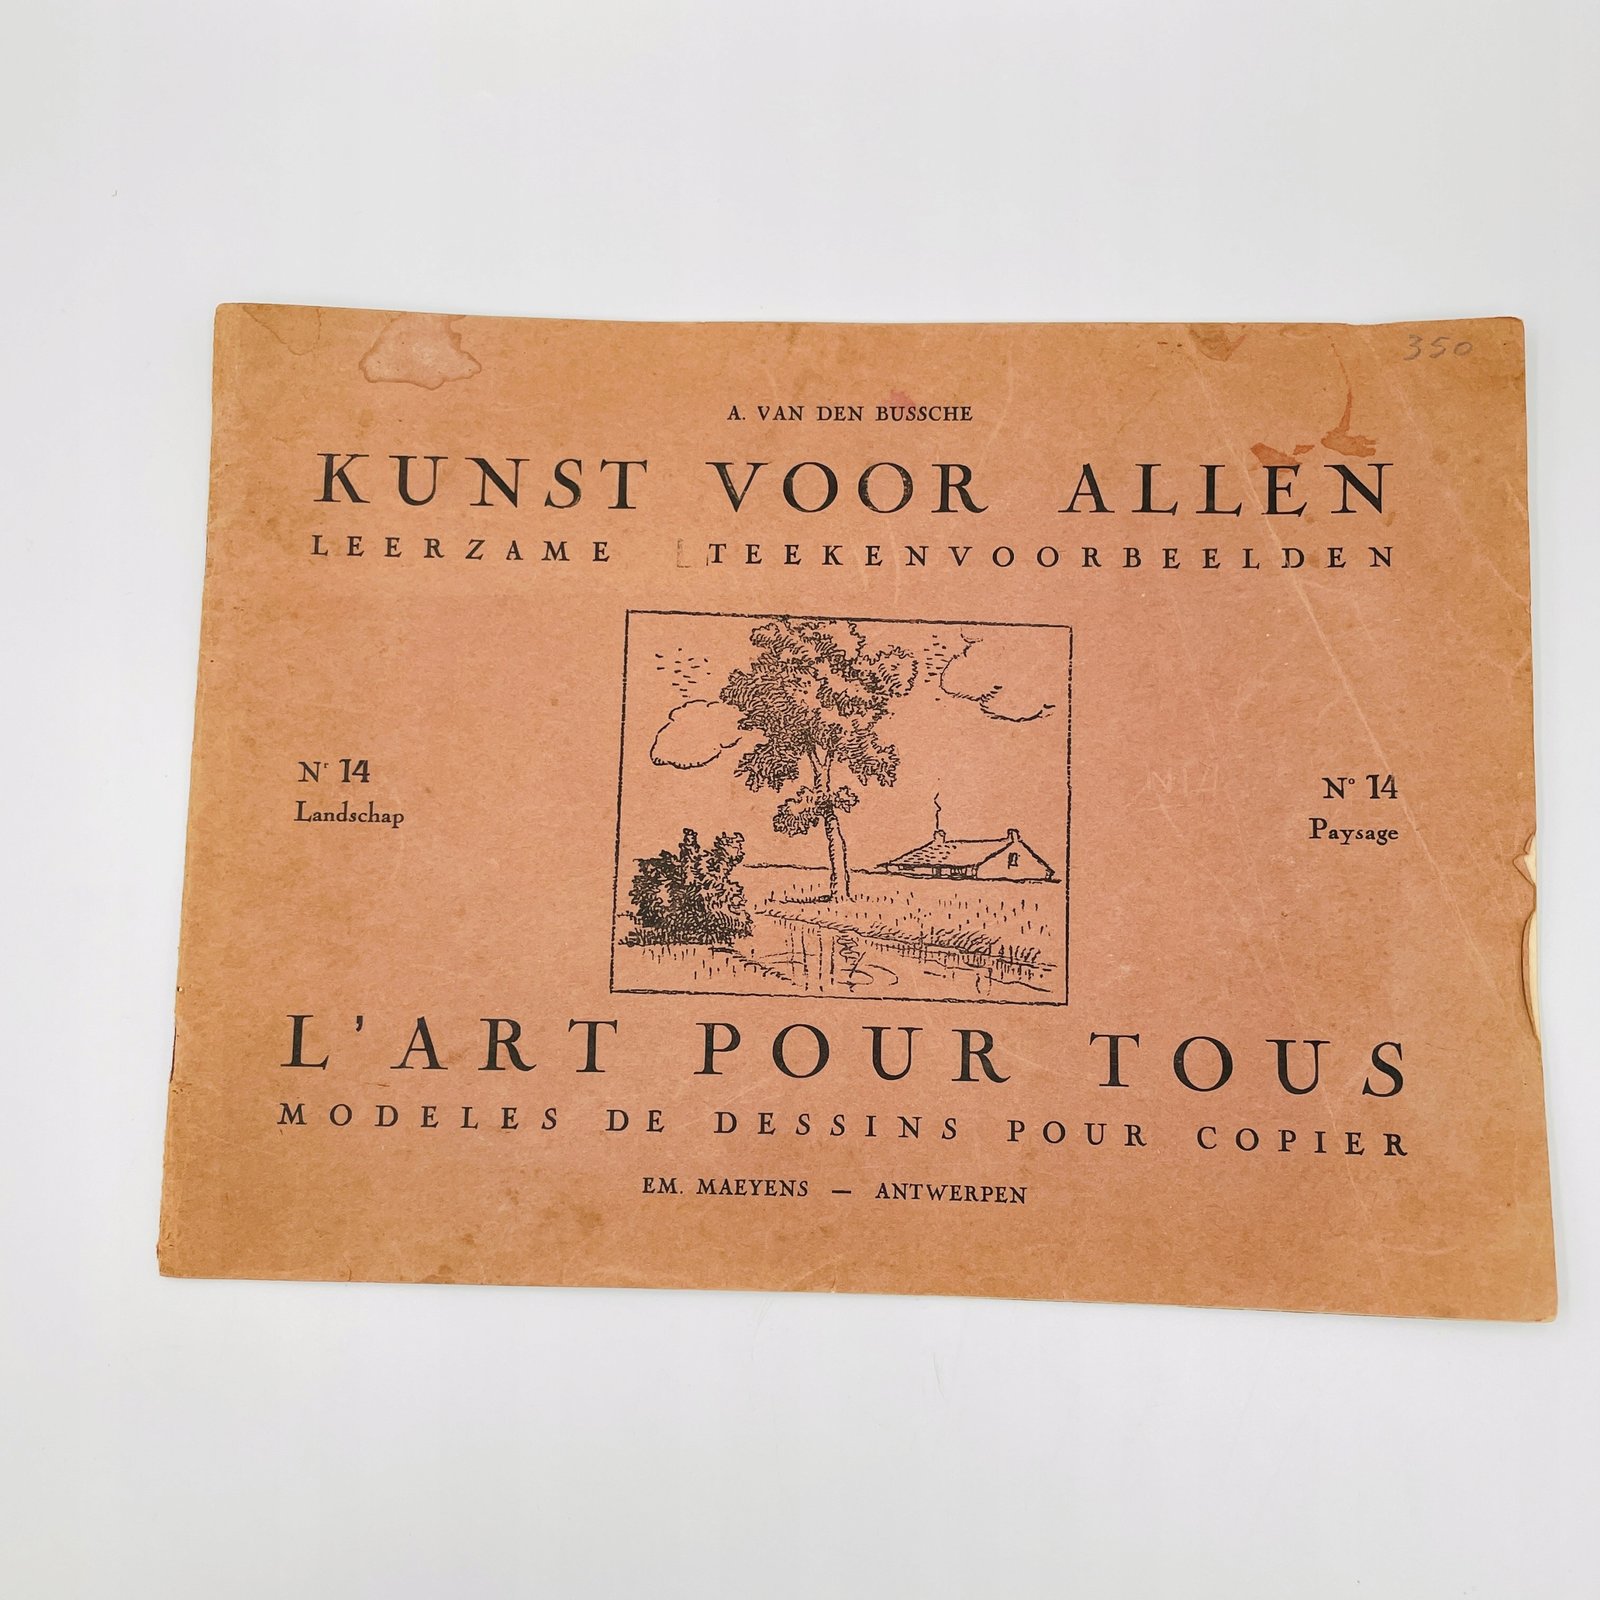 350
A. VAN DEN BUSSCHE
KUNST VOOR ALLEN
LEERZAME TEEKENVOORBEELDEN
Nr 14
Landschap
N14
No 14
Paysage
L'ART POUR TOUS
MODELES DE DESSINS POUR COPIER
EM. MAEYENS — ANTWERPEN